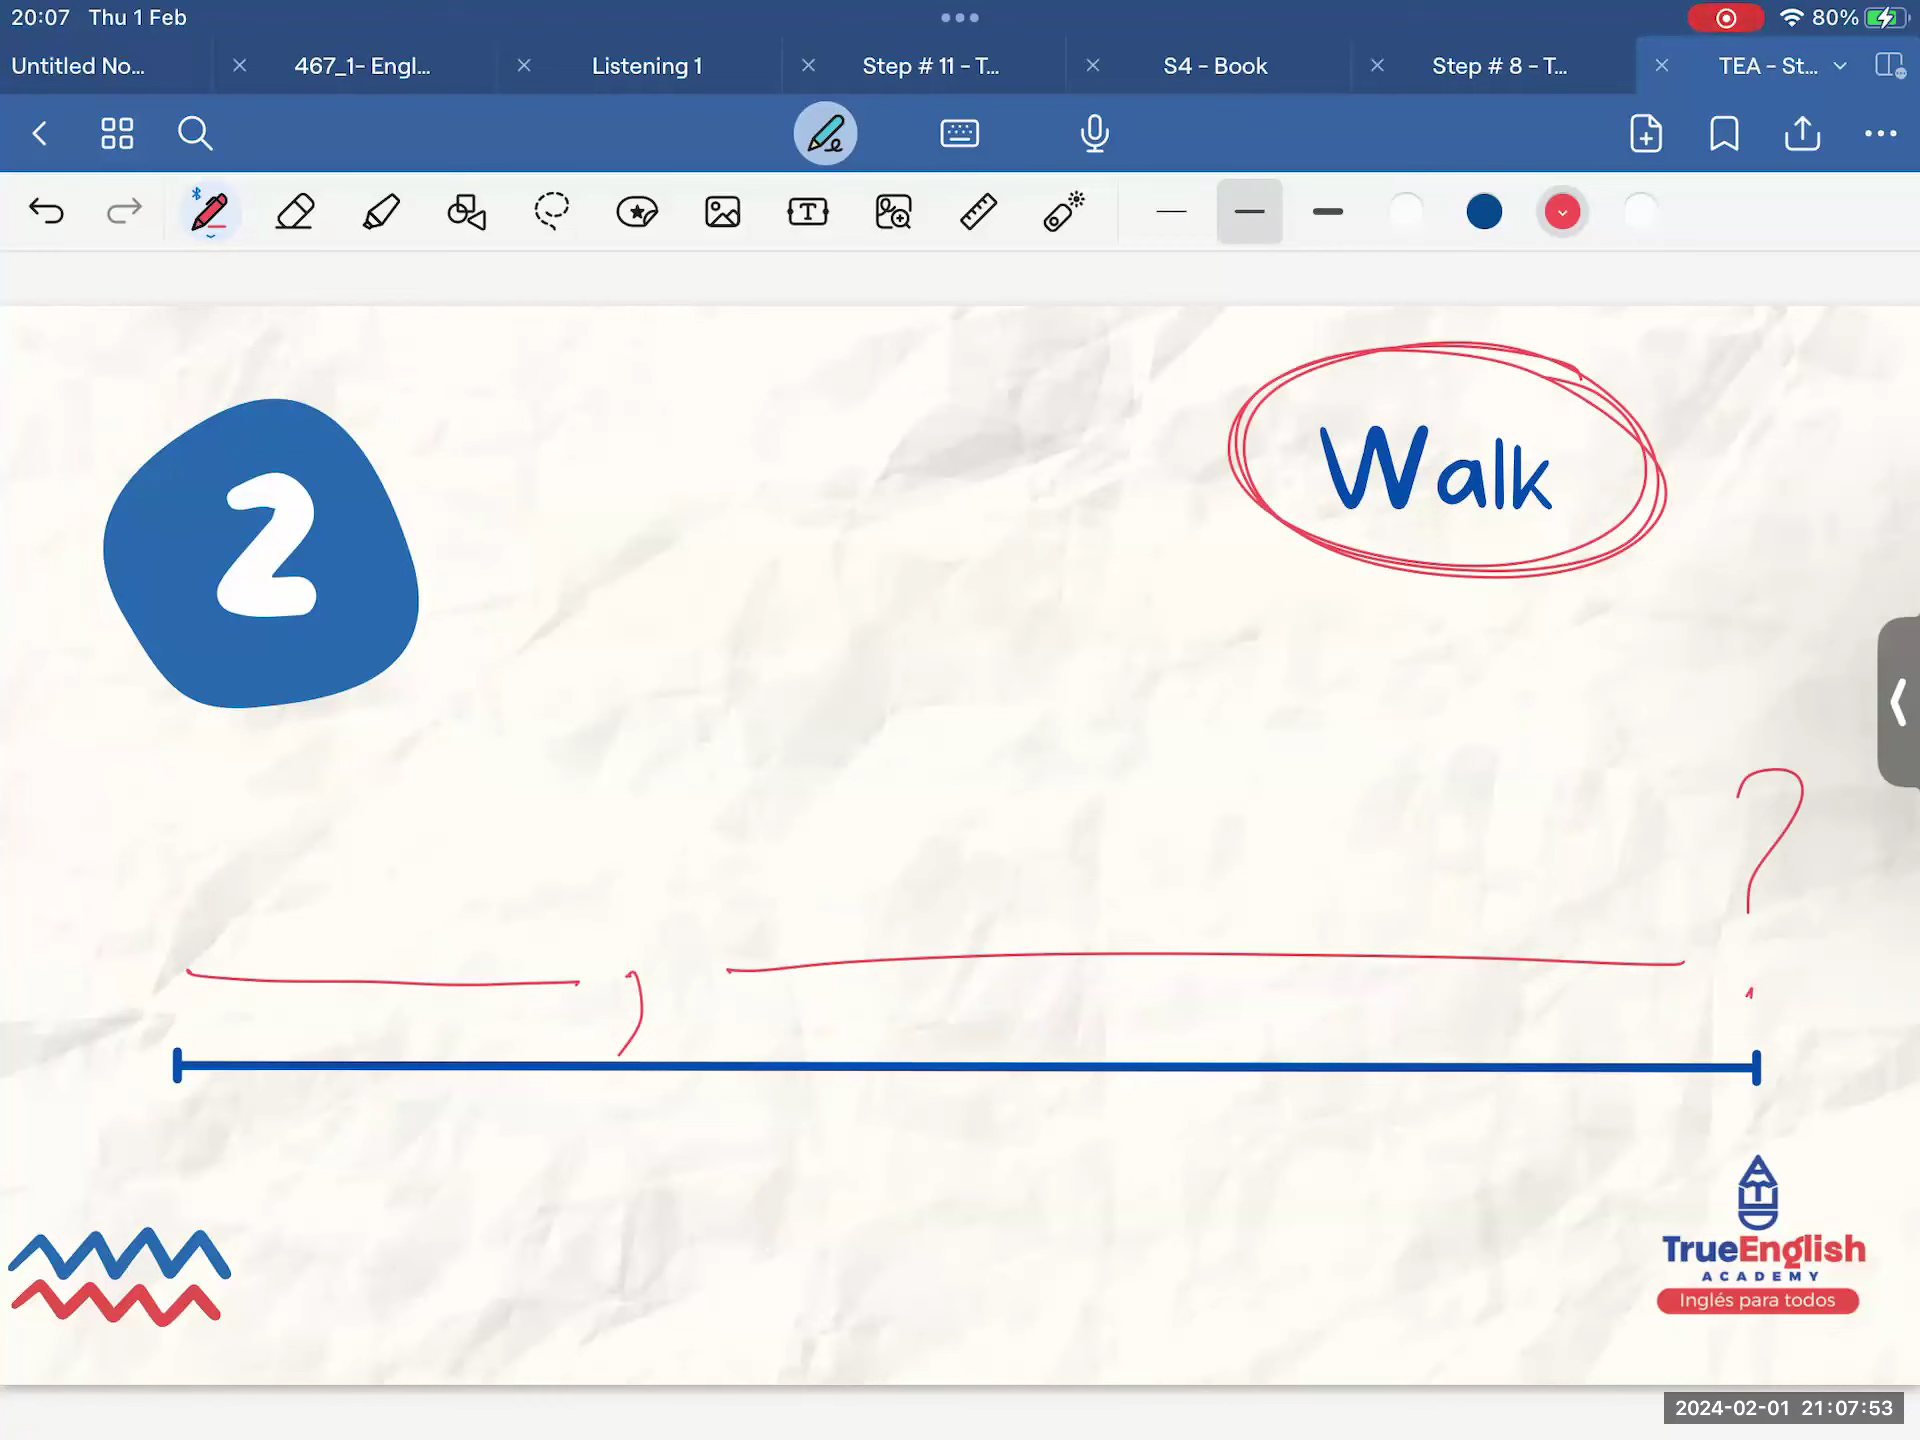 20:07 Thu 1 Feb
80%
Untitled No...
467_1- Engl...
Listening 1
Step # 11 - T...
S4 - Book
Step # 8 - T...
TEA - St...
Walk
2
,
?
TrueEnglish
ACADEMY
Inglés para todos
2024-02-01 21:07:53